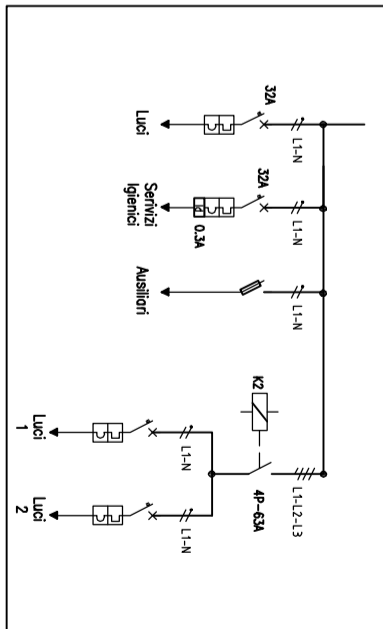 32A
L1-N
Luci
32A
L1-N
0.3A
Serivizi
Igienici
L1-N
Ausiliari
K2
4P-63A
L1-L2-L3
L1-N
Luci
1
L1-N
Luci
2